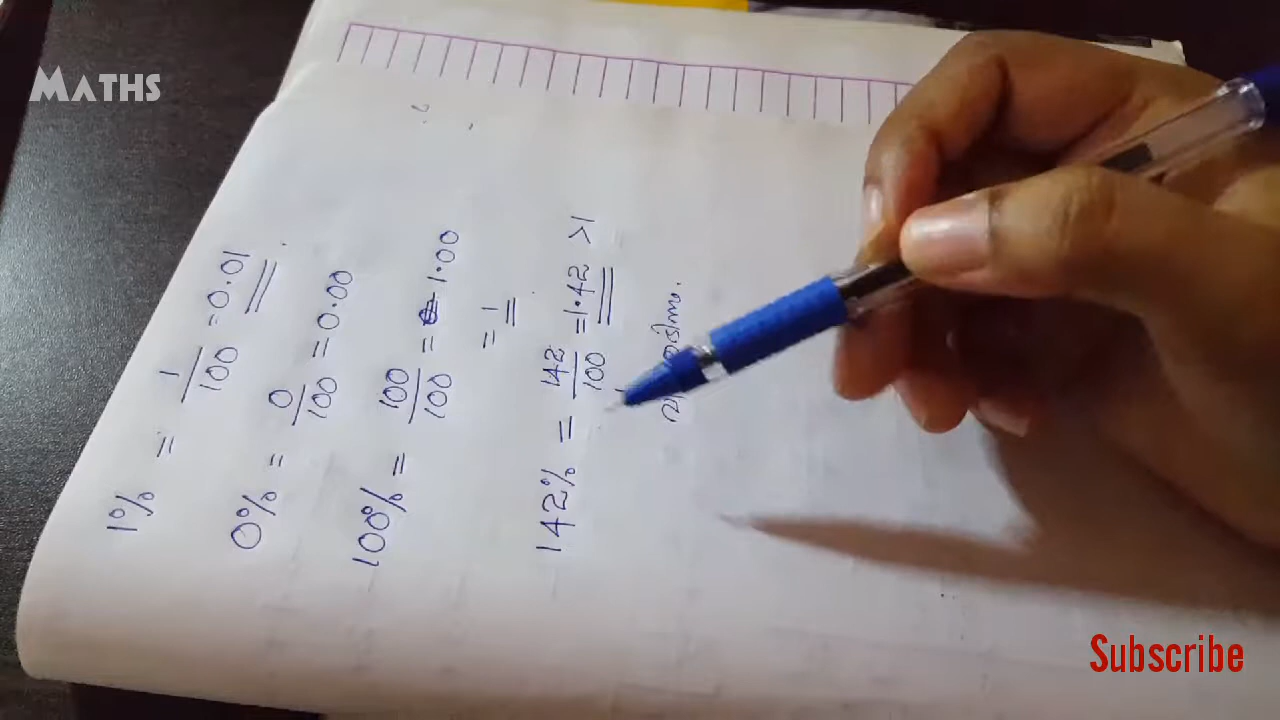 MATHS
1% = 1/100 = 0.01
0% = 0/100 = 0.00
100% = 100/100 = 1.00
= 1
142% = 142/100 = 1.42 > 1
Subscribe